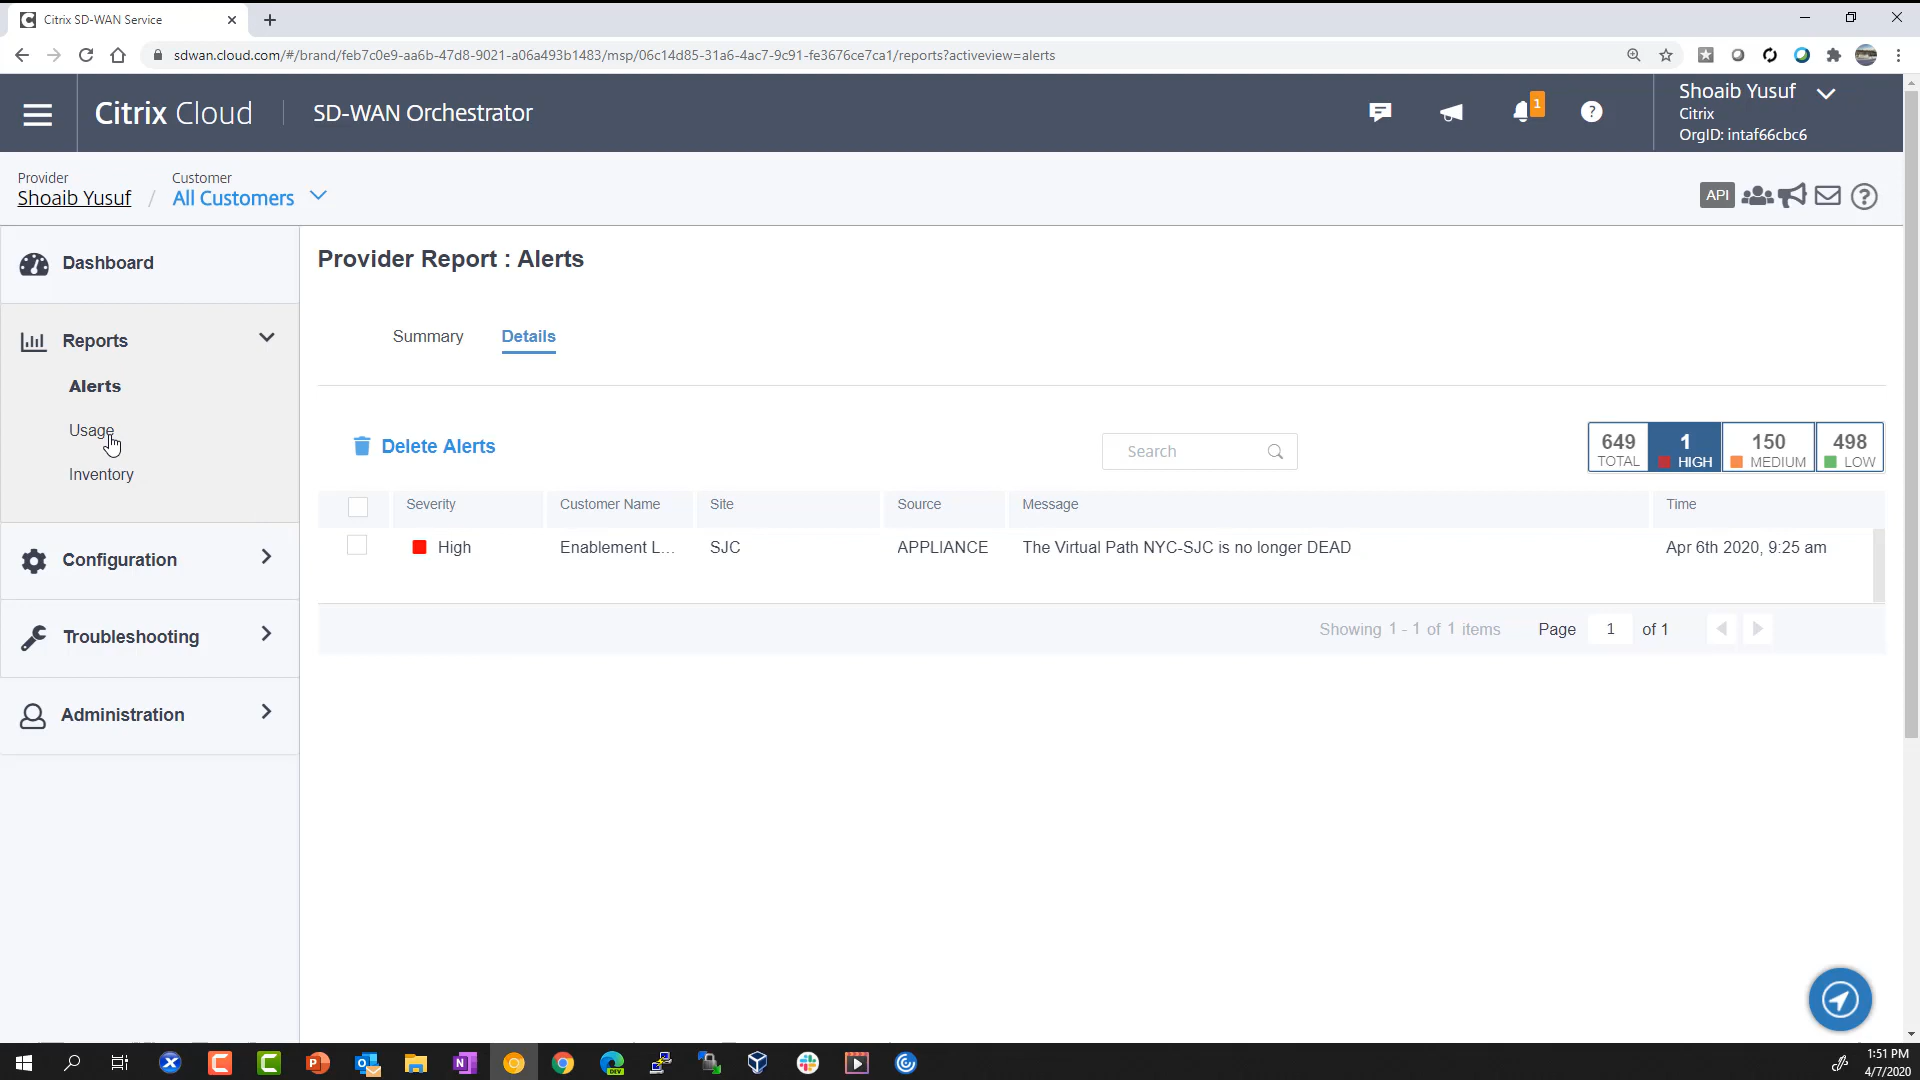 Citrix SD-WAN Service
sdwan.cloud.com/#/brand/feb7c0e9-aa6b-47d8-9021-a06a493b1483/msp/06c14d85-31a6-4ac7-9c91-fe3676ce7ca1/reports?activeview=alerts
Citrix Cloud
SD-WAN Orchestrator
1
Shoaib Yusuf
Citrix
OrgID: intaf66cbc6
Provider
Shoaib Yusuf
/
Customer
All Customers
API
Dashboard
Reports
Alerts
Usage
Inventory
Configuration
Troubleshooting
Administration
Provider Report : Alerts
Summary
Details
Delete Alerts
Search
649 TOTAL
1 HIGH
150 MEDIUM
498 LOW
Severity Customer Name Site Source Message Time
High Enablement L... SJC APPLIANCE The Virtual Path NYC-SJC is no longer DEAD Apr 6th 2020, 9:25 am
Showing 1 - 1 of 1 items Page 1 of 1
DEV
1:51 PM
4/7/2020